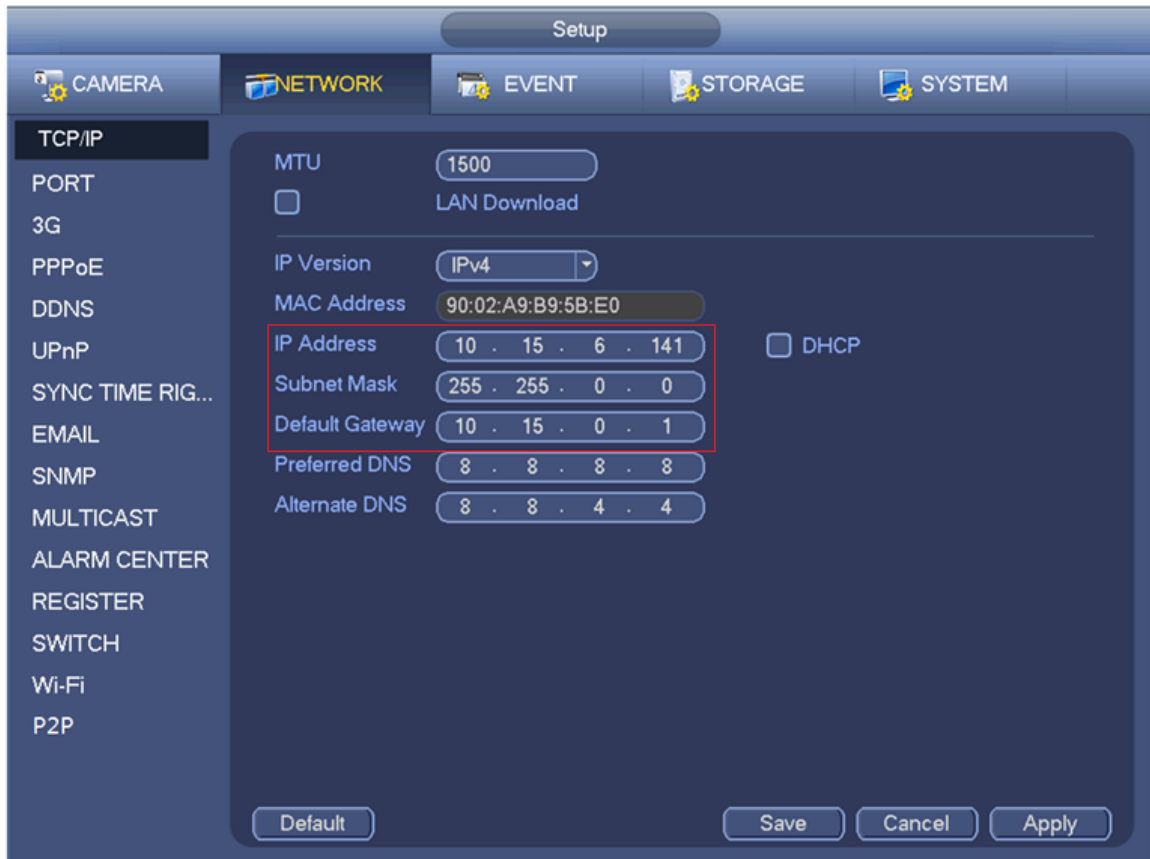 Setup
CAMERA NETWORK EVENT STORAGE SYSTEM
TCP/IP
PORT
3G
PPPoE
DDNS
UPnP
SYNC TIME RIG...
EMAIL
SNMP
MULTICAST
ALARM CENTER
REGISTER
SWITCH
Wi-Fi
P2P
MTU 1500
LAN Download
IP Version IPv4
MAC Address 90:02:A9:B9:5B:E0
IP Address 10 . 15 . 6 . 141 DHCP
Subnet Mask 255 . 255 . 0 . 0
Default Gateway 10 . 15 . 0 . 1
Preferred DNS 8 . 8 . 8 . 8
Alternate DNS 8 . 8 . 4 . 4
Default Save Cancel Apply